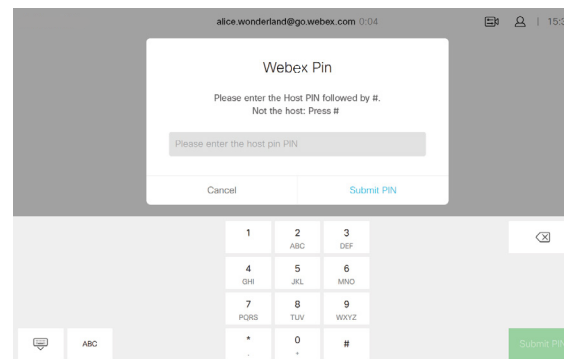 alice.wonderland@go.webex.com 0:04
Webex Pin
Please enter the Host PIN followed by #.
Not the host: Press #
Please enter the host pin PIN
Cancel
Submit PIN
1
2
ABC
3
DEF
4
GHI
5
JKL
6
MNO
7
PQRS
8
TUV
9
WXYZ
*
.
0
+
#
ABC
Submit PIN